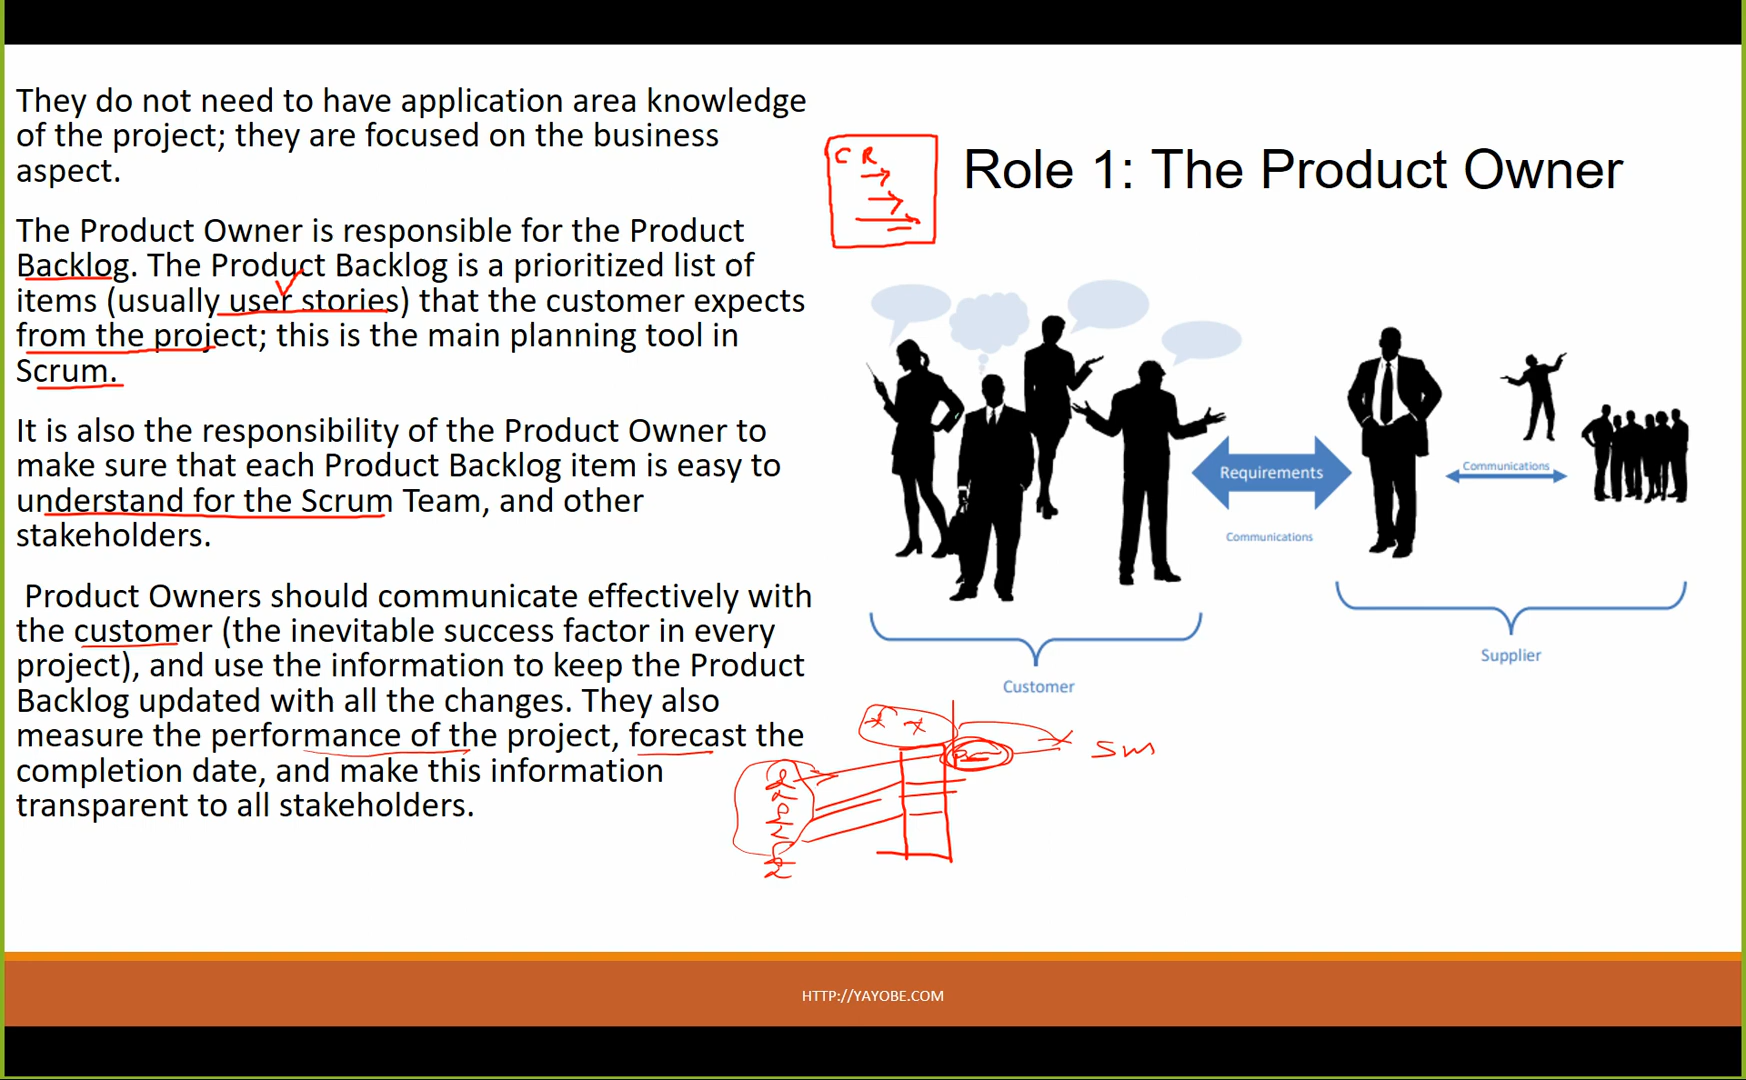 They do not need to have application area knowledge
of the project; they are focused on the business
aspect.
The Product Owner is responsible for the Product
Backlog. The Product Backlog is a prioritized list of
items (usually user stories) that the customer expects
from the project; this is the main planning tool in
Scrum.
It is also the responsibility of the Product Owner to
make sure that each Product Backlog item is easy to
understand for the Scrum Team, and other
stakeholders.
Product Owners should communicate effectively with
the customer (the inevitable success factor in every
project), and use the information to keep the Product
Backlog updated with all the changes. They also
measure the performance of the project, forecast the
completion date, and make this information
transparent to all stakeholders.
CR
Role 1: The Product Owner
Requirements
Communications
Communications
Supplier
Customer
SM
HTTP://YAYOBE.COM